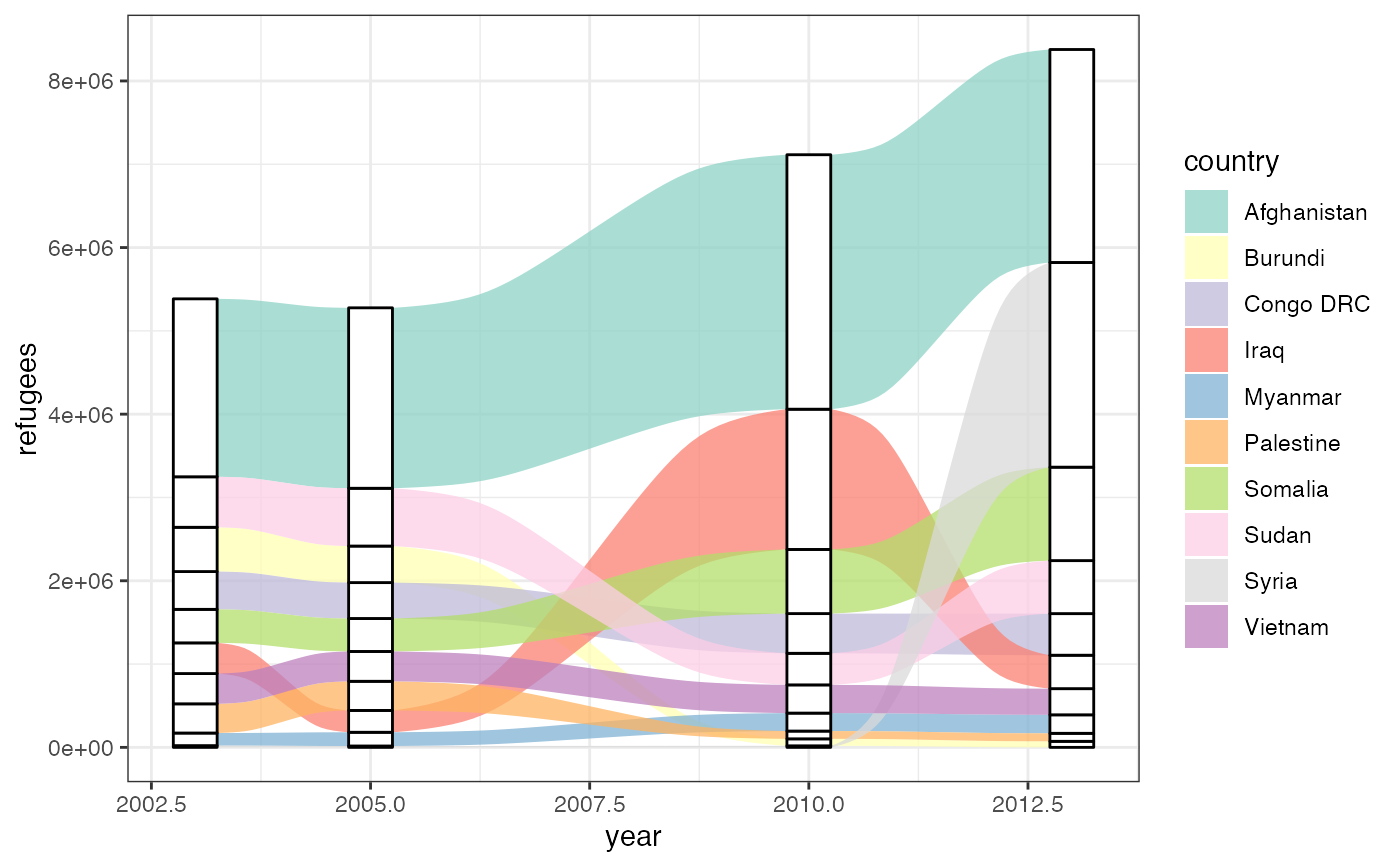 8e+06
6e+06
4e+06
2e+06
0e+00
refugees
2002.5
2005.0
2007.5
2010.0
2012.5
year
country
Afghanistan
Burundi
Congo DRC
Iraq
Myanmar
Palestine
Somalia
Sudan
Syria
Vietnam